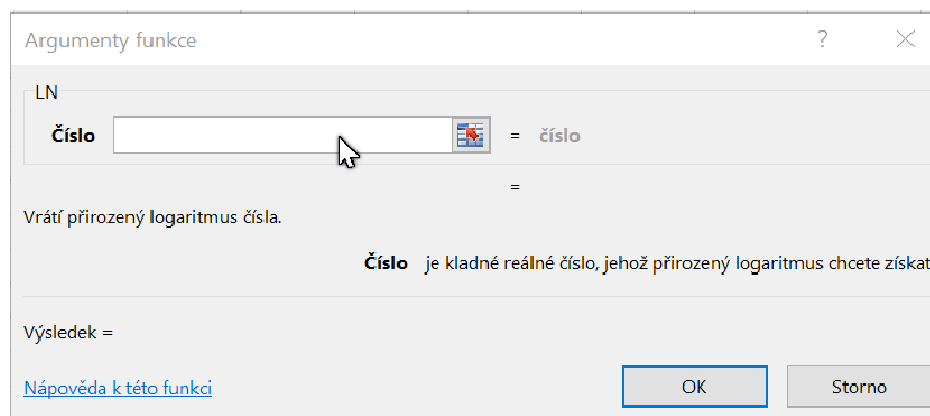 Argumenty funkce ?
LN
Číslo = číslo
=
Vrátí přirozený logaritmus čísla.
Číslo je kladné reálné číslo, jehož přirozený logaritmus chcete získat
Výsledek =
Nápověda k této funkci OK Storno